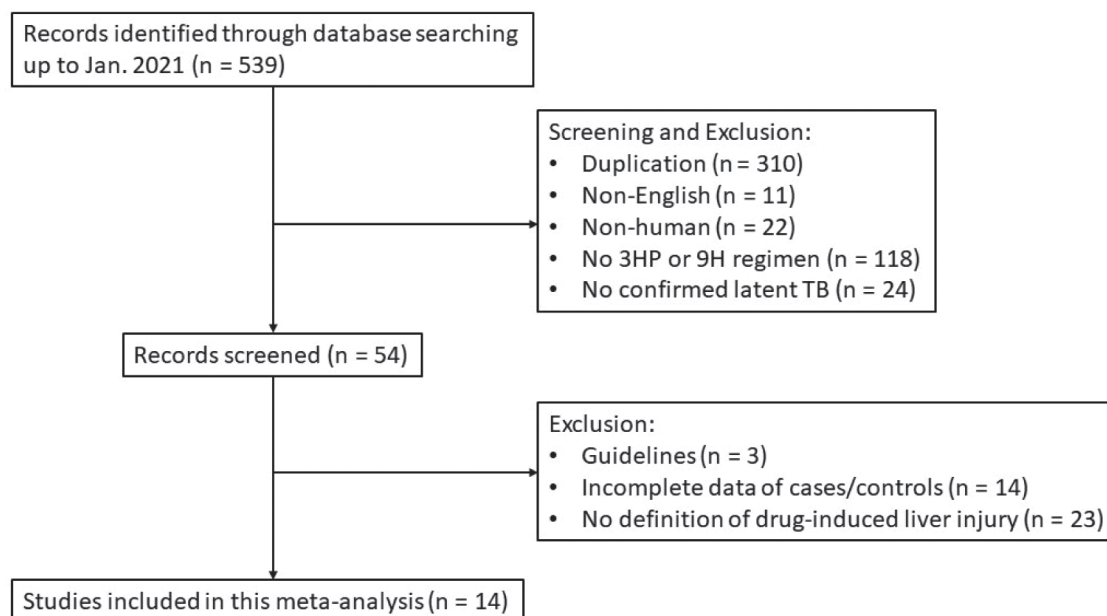 Records identified through database searching
up to Jan. 2021 (n = 539)
Screening and Exclusion:
• Duplication (n = 310)
• Non-English (n = 11)
• Non-human (n = 22)
• No 3HP or 9H regimen (n = 118)
• No confirmed latent TB (n = 24)
Records screened (n = 54)
Exclusion:
• Guidelines (n = 3)
• Incomplete data of cases/controls (n = 14)
• No definition of drug-induced liver injury (n = 23)
Studies included in this meta-analysis (n = 14)